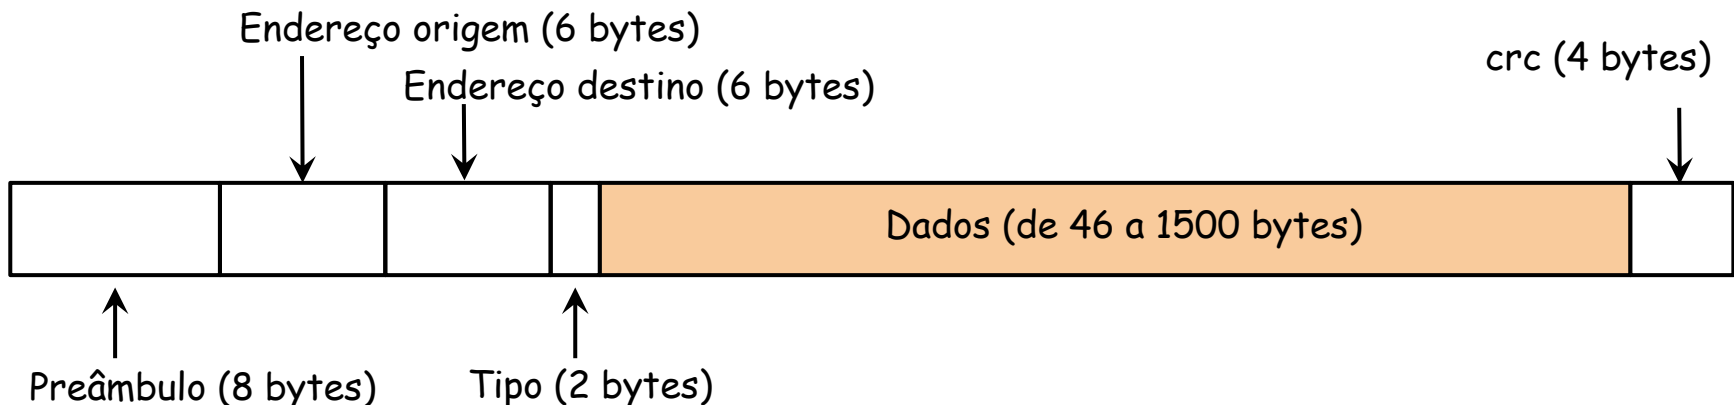 Endereço origem (6 bytes)
Endereço destino (6 bytes)
crc (4 bytes)
Dados (de 46 a 1500 bytes)
Preâmbulo (8 bytes)
Tipo (2 bytes)